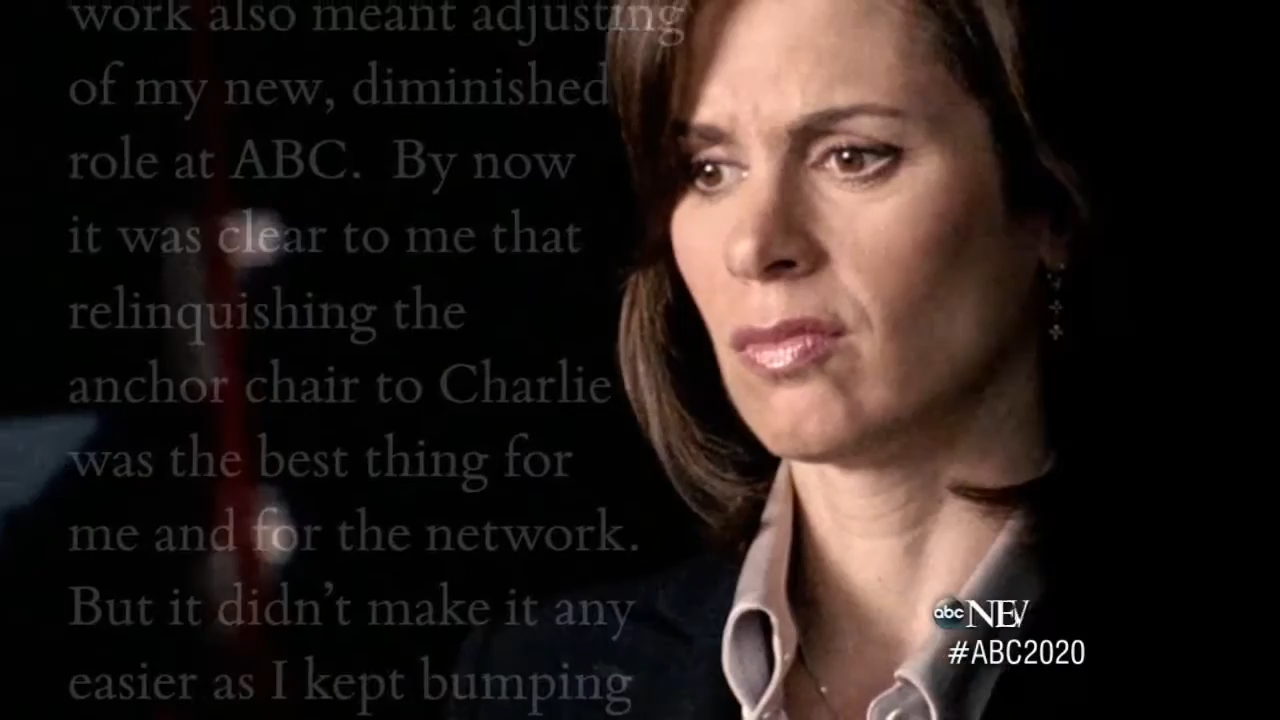 work also meant adjusting
of my new, diminished
role at ABC. By now
it was clear to me that
relinquishing the
anchor chair to Charlie
was the best thing for
me and for the network.
But it didn't make it any
easier as I kept bumping
abc NEV
#ABC2020